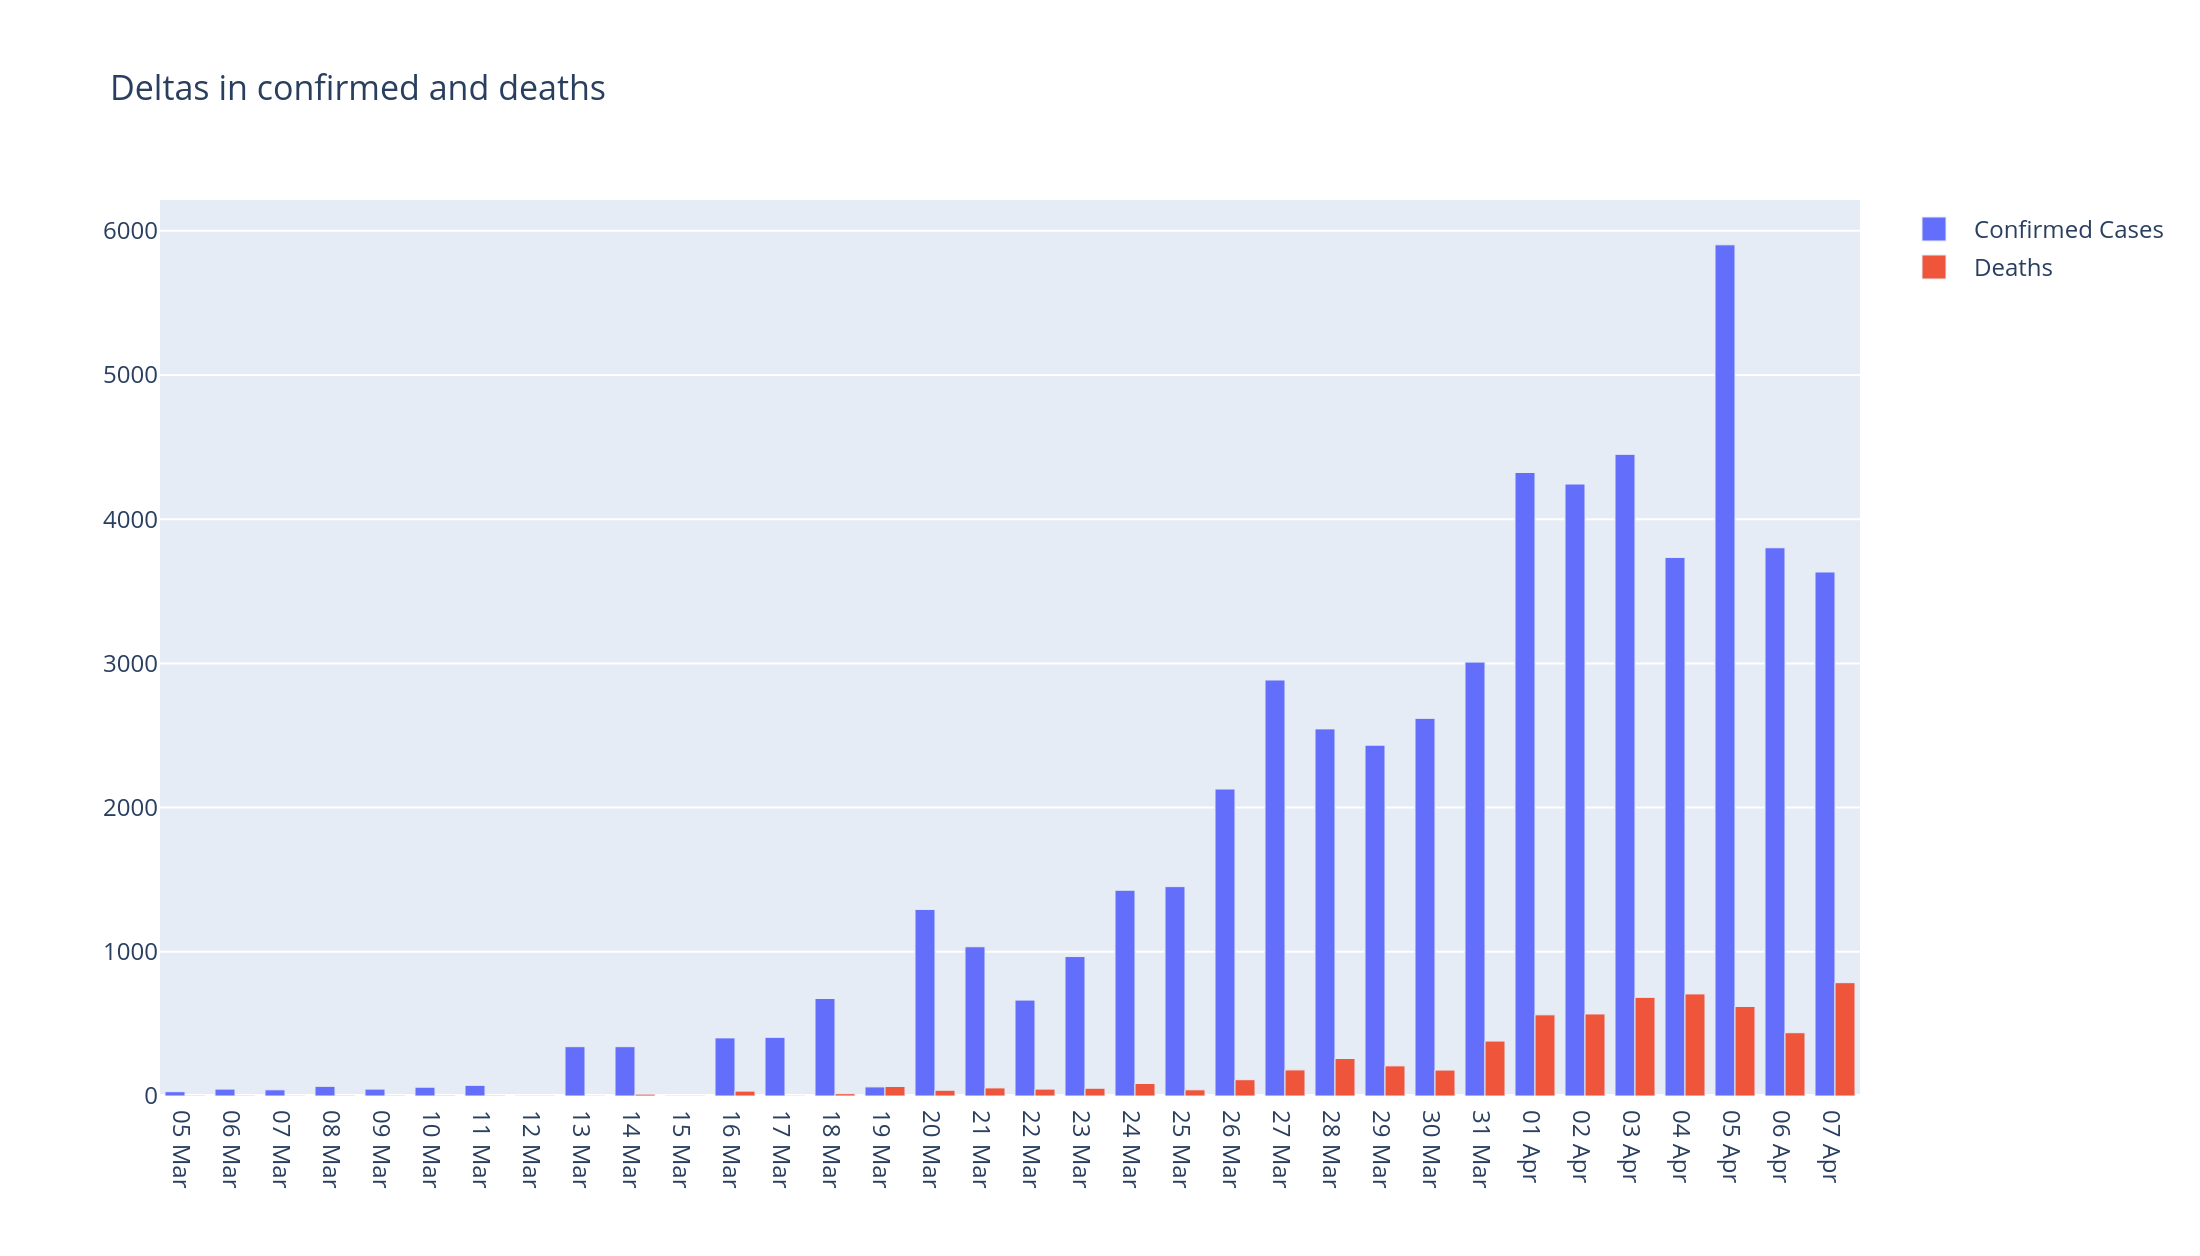 Deltas in confirmed and deaths
Confirmed Cases
Deaths
6000
5000
4000
3000
2000
1000
0
05 Mar
06 Mar
07 Mar
08 Mar
09 Mar
10 Mar
11 Mar
12 Mar
13 Mar
14 Mar
15 Mar
16 Mar
17 Mar
18 Mar
19 Mar
20 Mar
21 Mar
22 Mar
23 Mar
24 Mar
25 Mar
26 Mar
27 Mar
28 Mar
29 Mar
30 Mar
31 Mar
01 Apr
02 Apr
03 Apr
04 Apr
05 Apr
06 Apr
07 Apr